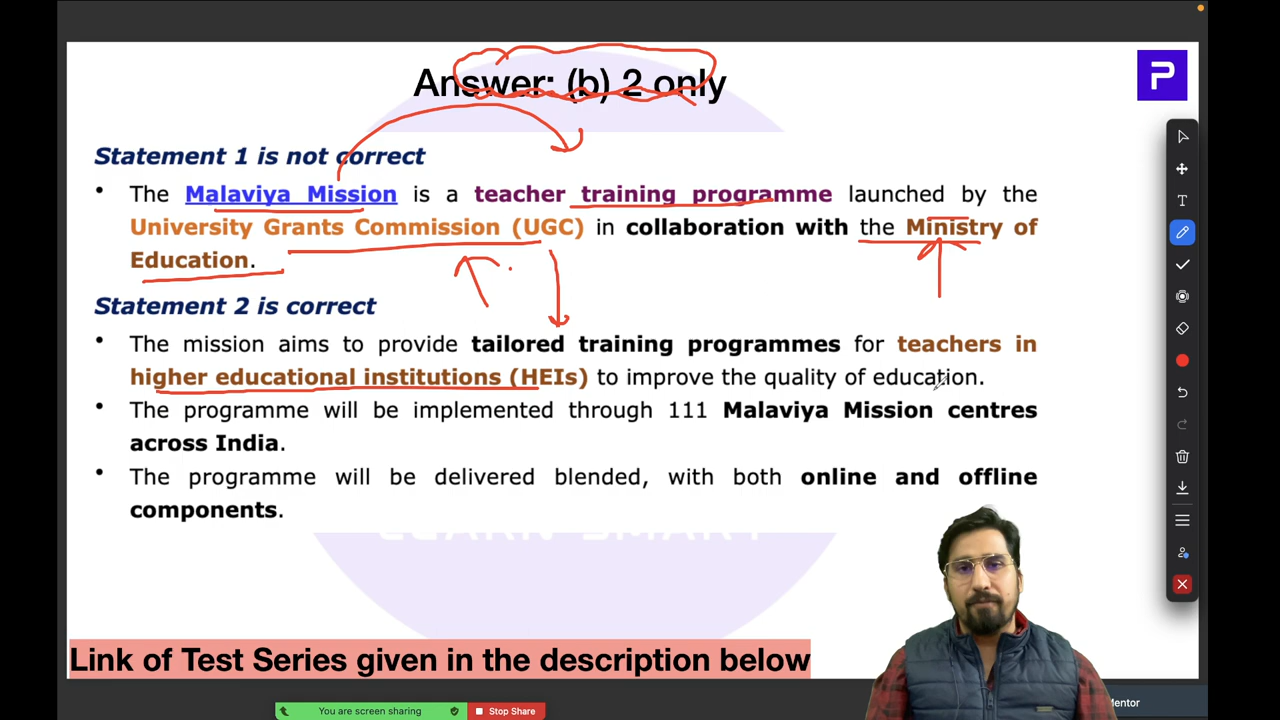 Answer: (b) 2 only
P
Statement 1 is not correct
• The Malaviya Mission is a teacher training programme launched by the
University Grants Commission (UGC) in collaboration with the Ministry of
Education.
Statement 2 is correct
• The mission aims to provide tailored training programmes for teachers in
higher educational institutions (HEIs) to improve the quality of education.
• The programme will be implemented through 111 Malaviya Mission centres
across India.
• The programme will be delivered blended, with both online and offline
components.
LEARN SMART
Link of Test Series given in the description below
Mentor
You are screen sharing
Stop Share